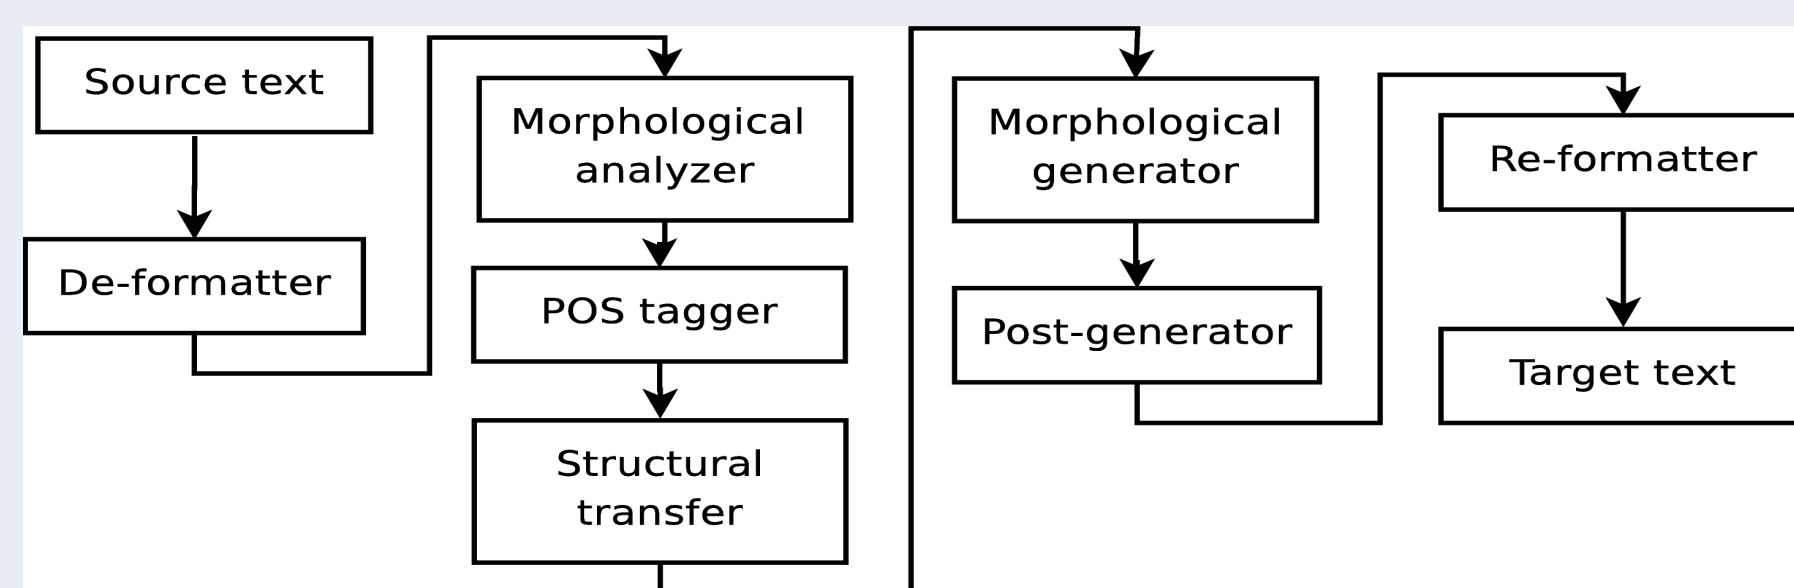 Source text
De-formatter
Morphological
analyzer
POS tagger
Structural
transfer
Morphological
generator
Post-generator
Re-formatter
Target text